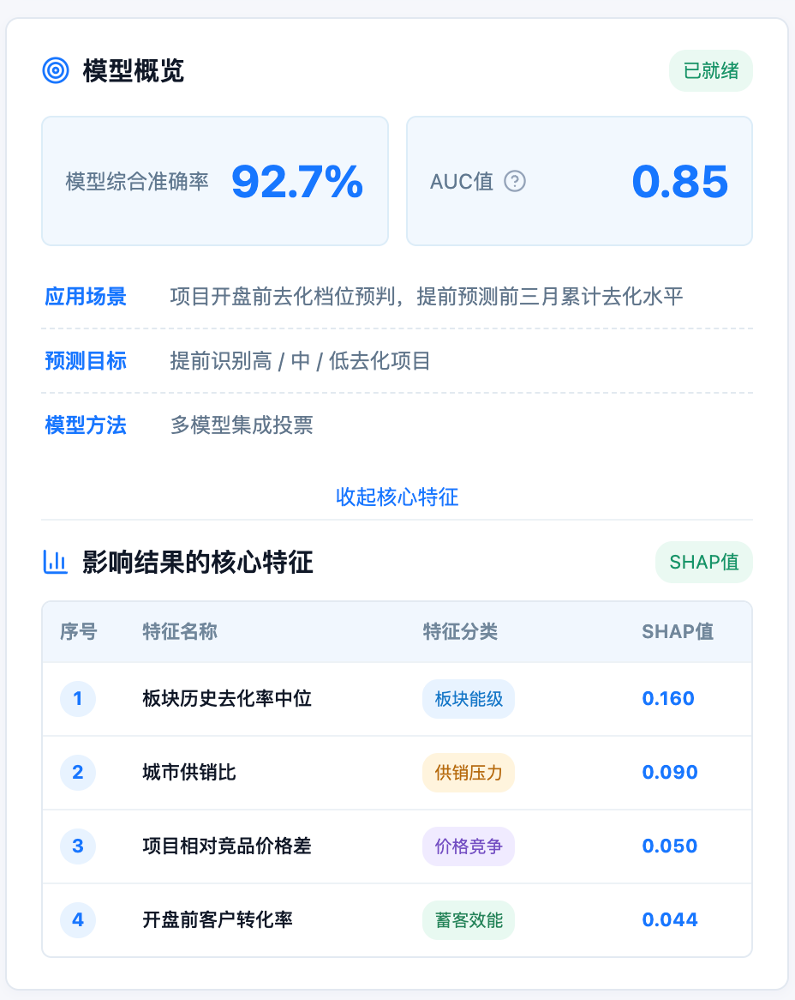 模型概览 已就绪
模型综合准确率 92.7% AUC值 ? 0.85
应用场景 项目开盘前去化档位预判，提前预测前三月累计去化水平
预测目标 提前识别高 / 中 / 低去化项目
模型方法 多模型集成投票
收起核心特征
影响结果的核心特征 SHAP值
序号 特征名称 特征分类 SHAP值
1 板块历史去化率中位 板块能级 0.160
2 城市供销比 供销压力 0.090
3 项目相对竞品价格差 价格竞争 0.050
4 开盘前客户转化率 蓄客效能 0.044